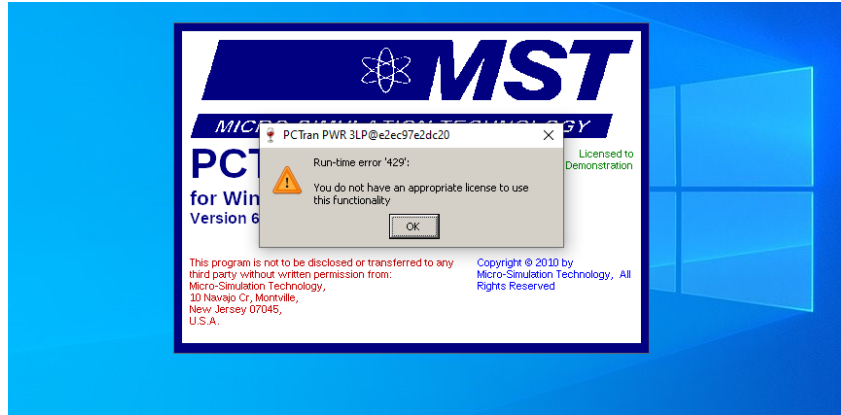 MST
PCTran PWR 3LP@e2ec97e2dc20
Run-time error '429':
You do not have an appropriate license to use
this functionality
OK
Licensed to
Demonstration
for Win
Version 6
This program is not to be disclosed or transferred to any
third party without written permission from:
Micro-Simulation Technology,
10 Navajo Cr, Montville,
New Jersey 07045,
U.S.A.
Copyright © 2010 by
Micro-Simulation Technology, All
Rights Reserved